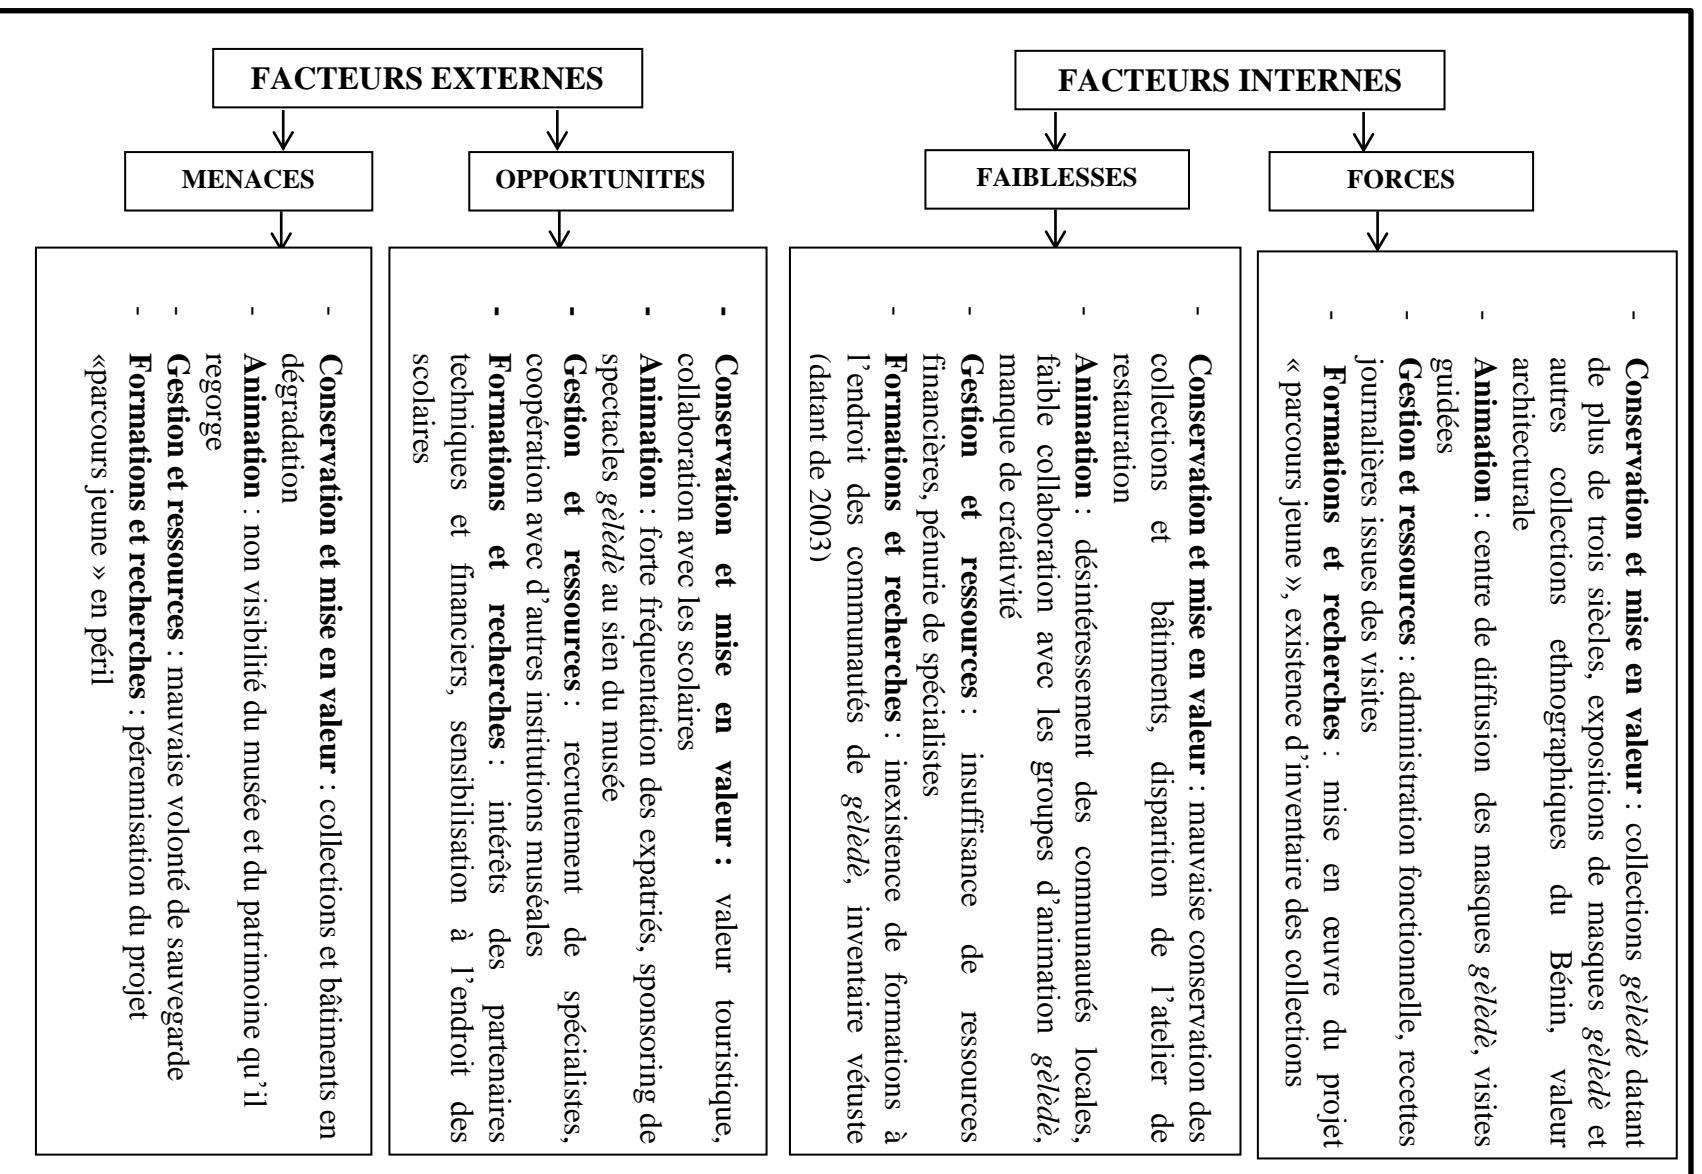 FACTEURS EXTERNES
FACTEURS INTERNES
MENACES
OPPORTUNITES
FAIBLESSES
FORCES
- Conservation et mise en valeur : collections et bâtiments en
dégradation
- Animation : non visibilité du musée et du patrimoine qu’il
regorge
- Gestion et ressources : mauvaise volonté de sauvegarde
- Formations et recherches : pérennisation du projet
«parcours jeune » en péril
- Conservation et mise en valeur : valeur touristique,
collaboration avec les scolaires
- Animation : forte fréquentation des expatriés, sponsoring de
spectacles gèlèdè au sien du musée
- Gestion et ressources : recrutement de spécialistes,
coopération avec d’autres institutions muséales
- Formations et recherches : intérêts des partenaires
techniques et financiers, sensibilisation à l’endroit des
scolaires
- Conservation et mise en valeur : mauvaise conservation des
collections et bâtiments, disparition de l’atelier de
restauration
- Animation : désintéressement des communautés locales,
faible collaboration avec les groupes d’animation gèlèdè,
manque de créativité
- Gestion et ressources : insuffisance de ressources
financières, pénurie de spécialistes
- Formations et recherches : inexistence de formations à
l’endroit des communautés de gèlèdè, inventaire vétuste
(datant de 2003)
- Conservation et mise en valeur : collections gèlèdè datant
de plus de trois siècles, expositions de masques gèlèdè et
autres collections ethnographiques du Bénin, valeur
architecturale
- Animation : centre de diffusion des masques gèlèdè, visites
guidées
- Gestion et ressources : administration fonctionnelle, recettes
journalières issues des visites
- Formations et recherches : mise en œuvre du projet
« parcours jeune », existence d’inventaire des collections